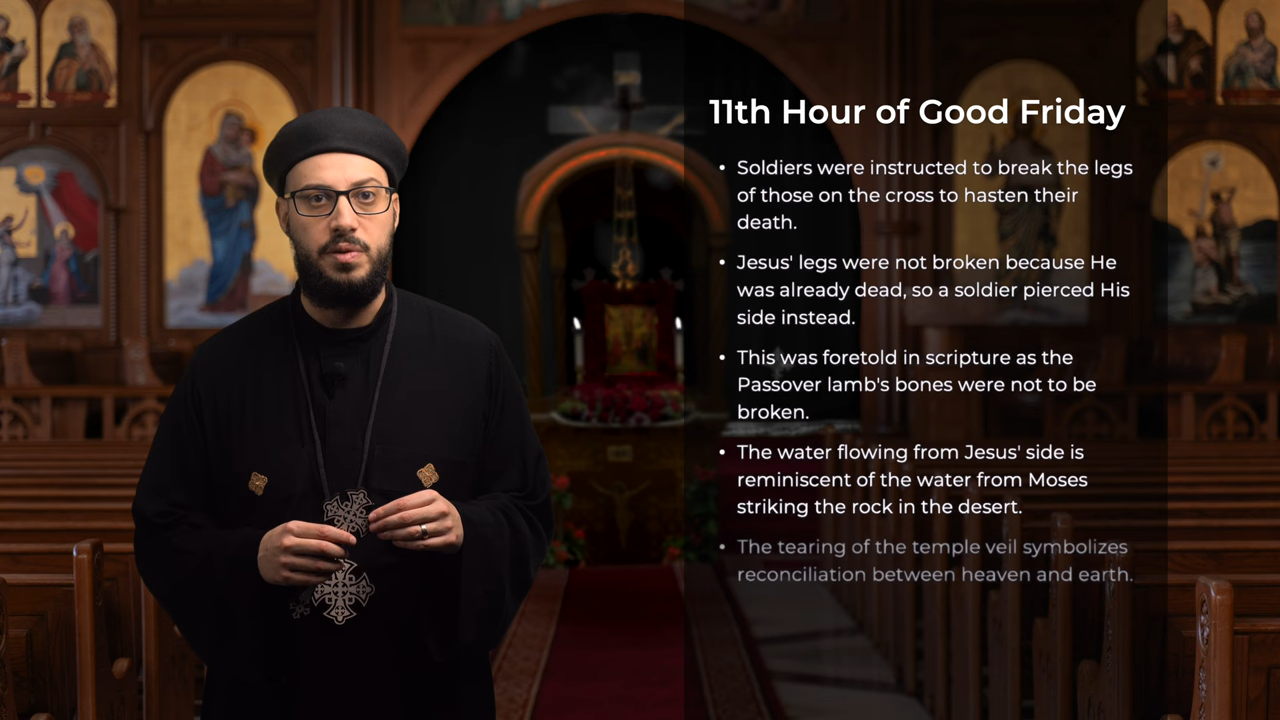 11th Hour of Good Friday
• Soldiers were instructed to break the legs
of those on the cross to hasten their
death.
• Jesus' legs were not broken because He
was already dead, so a soldier pierced His
side instead.
• This was foretold in scripture as the
Passover lamb's bones were not to be
broken.
• The water flowing from Jesus' side is
reminiscent of the water from Moses
striking the rock in the desert.
• The tearing of the temple veil symbolizes
reconciliation between heaven and earth.